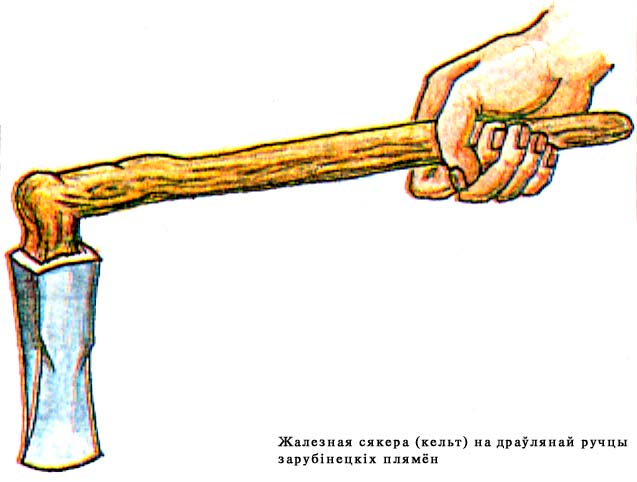 Жалезная сякера (кельт) на драўлянай ручцы
зарубінецкіх плямён